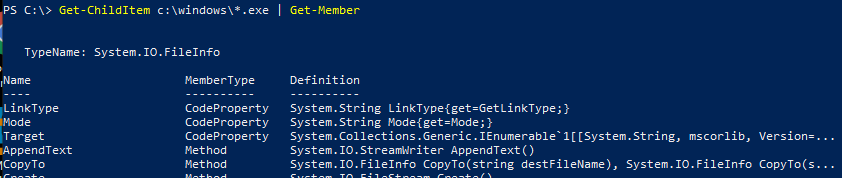 PS C:\> Get-ChildItem c:\windows\*.exe | Get-Member
TypeName: System.IO.FileInfo
Name MemberType Definition
---- ---------- ----------
LinkType CodeProperty System.String LinkType{get=GetLinkType;}
Mode CodeProperty System.String Mode{get=Mode;}
Target CodeProperty System.Collections.Generic.IEnumerable`1[[System.String, mscorlib, Version=...
AppendText Method System.IO.StreamWriter AppendText()
CopyTo Method System.IO.FileInfo CopyTo(string destFileName), System.IO.FileInfo CopyTo(s...
Create Method System.IO.FileStream Create()